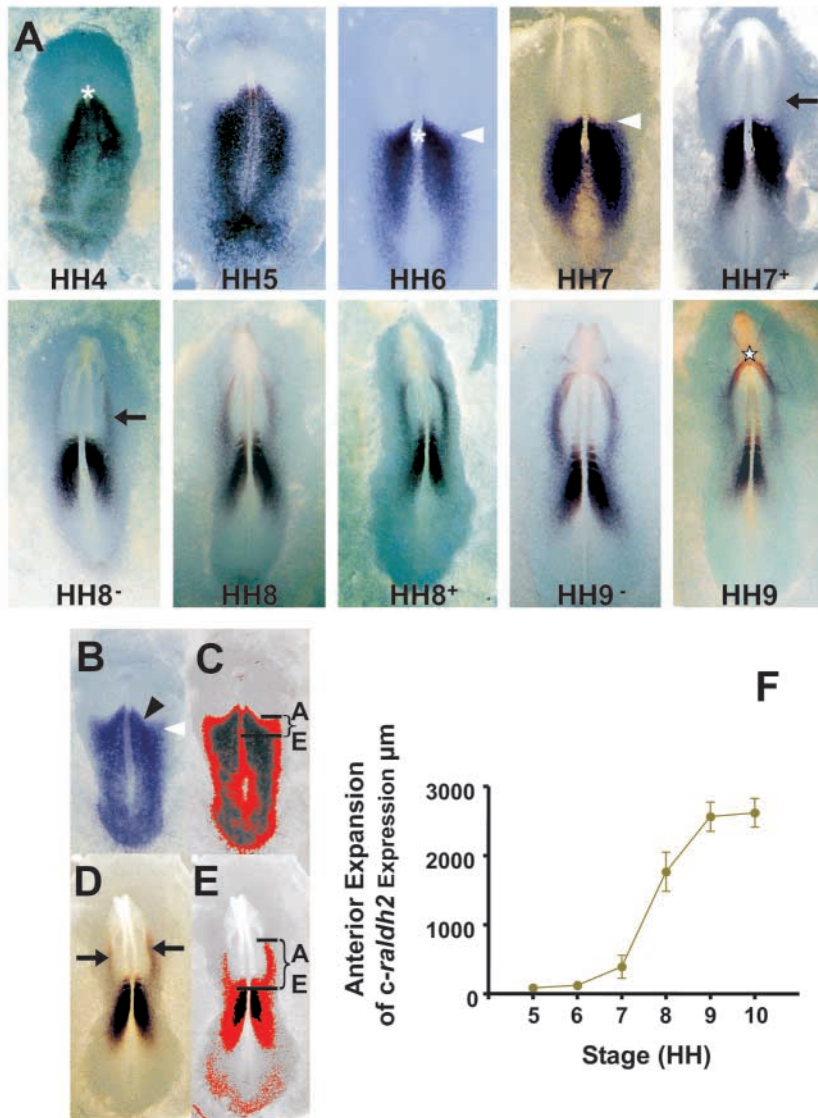 A
HH4 HH5 HH6 HH7 HH7+
HH8- HH8 HH8+ HH9- HH9
B C A E
D E A E
F
Anterior Expansion
of c-raldh2 Expression µm
3000
2000
1000
0
5 6 7 8 9 10
Stage (HH)